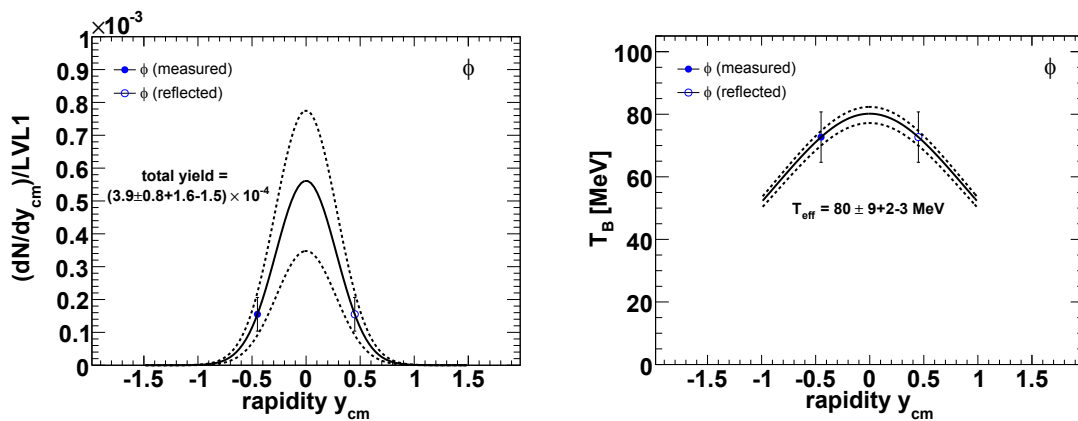 ×10⁻³
1
0.9
0.8
0.7
0.6
0.5
0.4
0.3
0.2
0.1
0
(dN/dy_cm)/LVL1
ϕ (measured)
ϕ (reflected)
ϕ
total yield =
(3.9±0.8+1.6-1.5) × 10⁻⁴
-1.5 -1 -0.5 0 0.5 1 1.5
rapidity y_cm
100
80
60
40
20
0
T_B [MeV]
ϕ (measured)
ϕ (reflected)
ϕ
T_eff = 80 ± 9+2-3 MeV
-1.5 -1 -0.5 0 0.5 1 1.5
rapidity y_cm